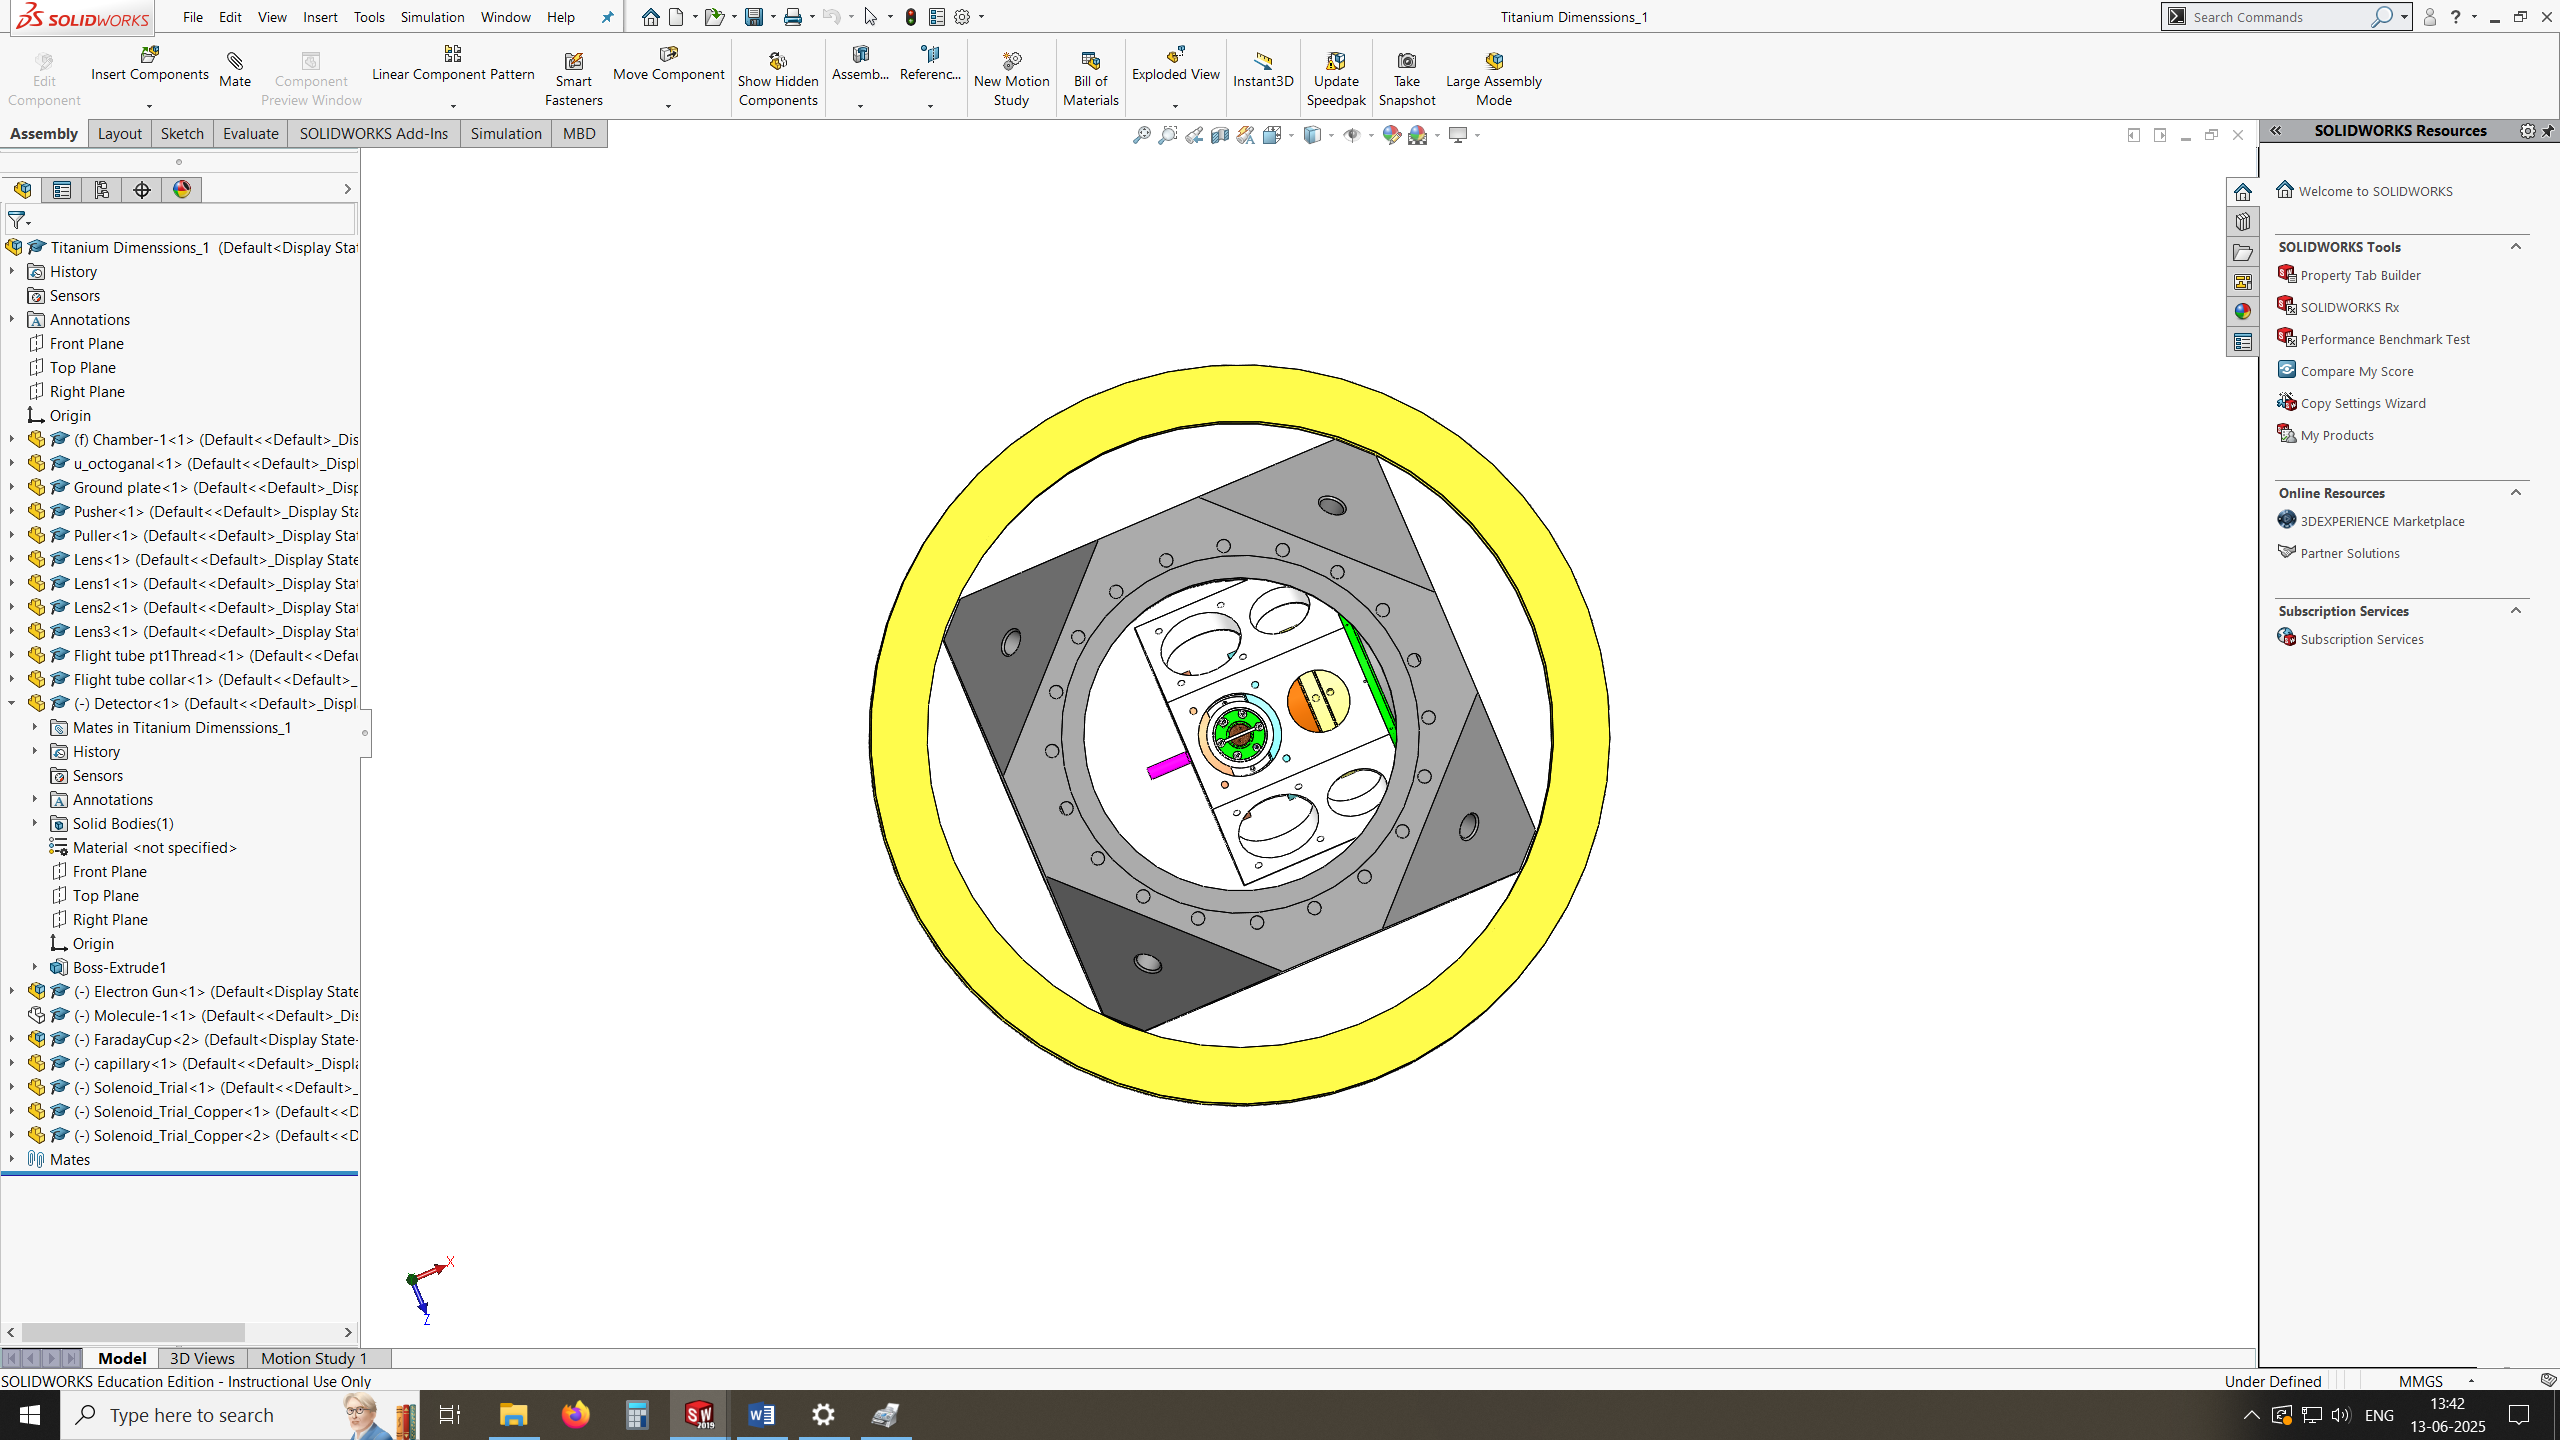 SOLIDWORKS File Edit View Insert Tools Simulation Window Help Titanium Dimenssions_1 Search Commands
Edit Component
Insert Components
Mate
Component Preview Window
Linear Component Pattern
Smart Fasteners
Move Component
Show Hidden Components
Assemb...
Referenc...
New Motion Study
Bill of Materials
Exploded View
Instant3D
Update Speedpak
Take Snapshot
Large Assembly Mode
Assembly Layout Sketch Evaluate SOLIDWORKS Add-Ins Simulation MBD
Titanium Dimenssions_1 (Default<Display Sta
History
Sensors
Annotations
Front Plane
Top Plane
Right Plane
Origin
(f) Chamber-1<1> (Default<<Default>_Dis
u_octoganal<1> (Default<<Default>_Displ
Ground plate<1> (Default<<Default>_Disp
Pusher<1> (Default<<Default>_Display Sta
Puller<1> (Default<<Default>_Display Stat
Lens<1> (Default<<Default>_Display State
Lens1<1> (Default<<Default>_Display Stat
Lens2<1> (Default<<Default>_Display Stat
Lens3<1> (Default<<Default>_Display Stat
Flight tube pt1Thread<1> (Default<<Defau
Flight tube collar<1> (Default<<Default>_
(-) Detector<1> (Default<<Default>_Displ
Mates in Titanium Dimenssions_1
History
Sensors
Annotations
Solid Bodies(1)
Material <not specified>
Front Plane
Top Plane
Right Plane
Origin
Boss-Extrude1
(-) Electron Gun<1> (Default<Display State
(-) Molecule-1<1> (Default<<Default>_Dis
(-) FaradayCup<2> (Default<Display State-
(-) capillary<1> (Default<<Default>_Displa
(-) Solenoid_Trial<1> (Default<<Default>_
(-) Solenoid_Trial_Copper<1> (Default<<D
(-) Solenoid_Trial_Copper<2> (Default<<D
Mates
X
Z
SOLIDWORKS Resources
Welcome to SOLIDWORKS
SOLIDWORKS Tools
Property Tab Builder
SOLIDWORKS Rx
Performance Benchmark Test
Compare My Score
Copy Settings Wizard
My Products
Online Resources
3DEXPERIENCE Marketplace
Partner Solutions
Subscription Services
Subscription Services
Model 3D Views Motion Study 1
SOLIDWORKS Education Edition - Instructional Use Only Under Defined MMGS
Type here to search SW 2019 ENG
13:42
13-06-2025